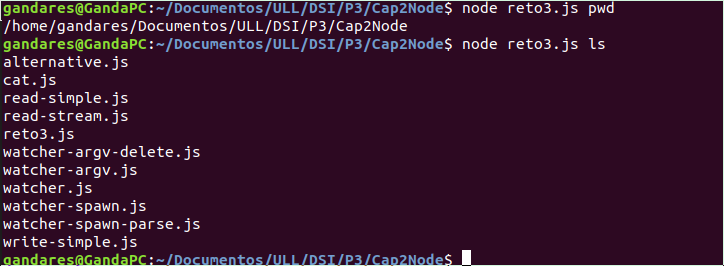 gandares@GandaPC:~/Documentos/ULL/DSI/P3/Cap2Node$ node reto3.js pwd
/home/gandares/Documentos/ULL/DSI/P3/Cap2Node
gandares@GandaPC:~/Documentos/ULL/DSI/P3/Cap2Node$ node reto3.js ls
alternative.js
cat.js
read-simple.js
read-stream.js
reto3.js
watcher-argv-delete.js
watcher-argv.js
watcher.js
watcher-spawn.js
watcher-spawn-parse.js
write-simple.js
gandares@GandaPC:~/Documentos/ULL/DSI/P3/Cap2Node$